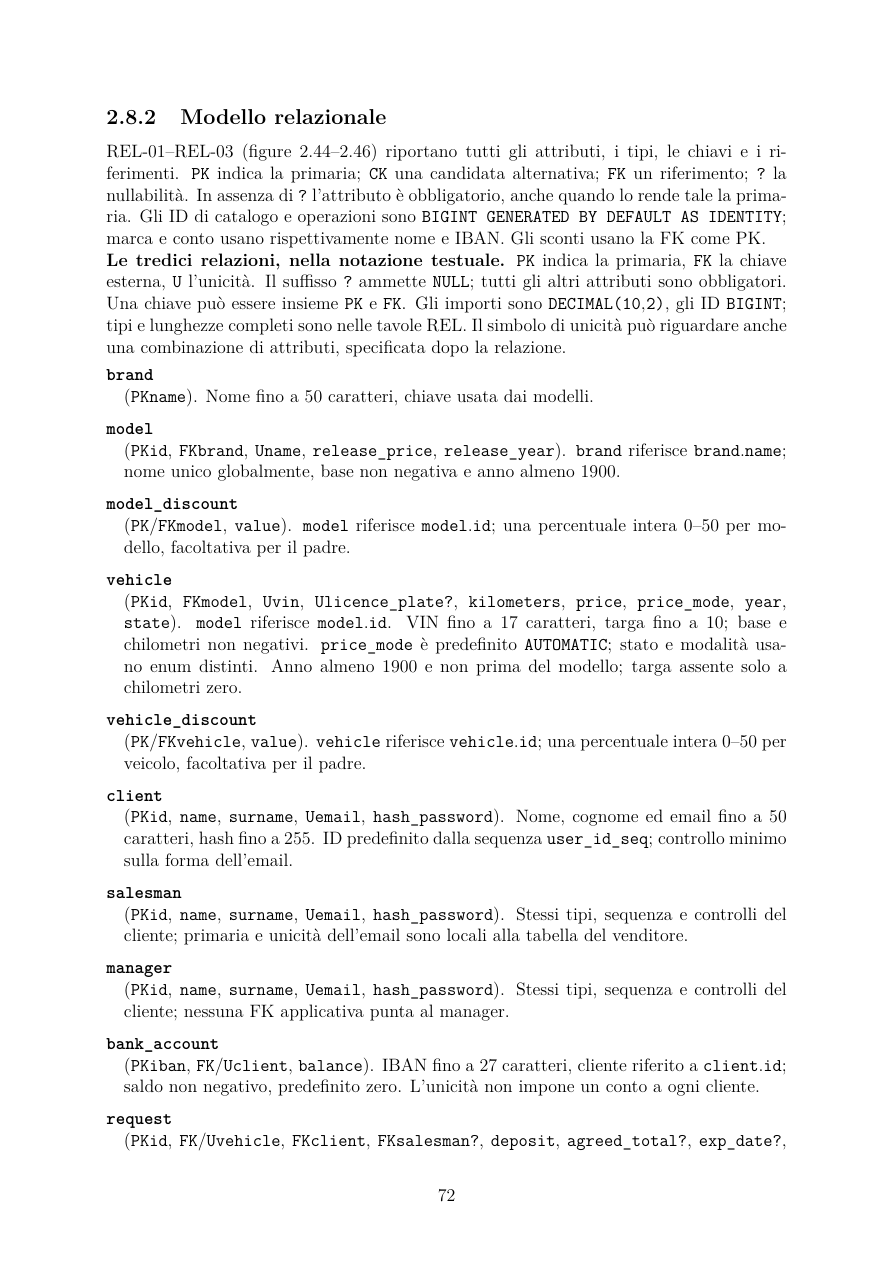 2.8.2 Modello relazionale
REL-01–REL-03 (figure 2.44–2.46) riportano tutti gli attributi, i tipi, le chiavi e i ri-
ferimenti. PK indica la primaria; CK una candidata alternativa; FK un riferimento; ? la
nullabilità. In assenza di ? l'attributo è obbligatorio, anche quando lo rende tale la prima-
ria. Gli ID di catalogo e operazioni sono BIGINT GENERATED BY DEFAULT AS IDENTITY;
marca e conto usano rispettivamente nome e IBAN. Gli sconti usano la FK come PK.
Le tredici relazioni, nella notazione testuale. PK indica la primaria, FK la chiave
esterna, U l'unicità. Il suffisso ? ammette NULL; tutti gli altri attributi sono obbligatori.
Una chiave può essere insieme PK e FK. Gli importi sono DECIMAL(10,2), gli ID BIGINT;
tipi e lunghezze completi sono nelle tavole REL. Il simbolo di unicità può riguardare anche
una combinazione di attributi, specificata dopo la relazione.
brand
(PKname). Nome fino a 50 caratteri, chiave usata dai modelli.
model
(PKid, FKbrand, Uname, release_price, release_year). brand riferisce brand.name;
nome unico globalmente, base non negativa e anno almeno 1900.
model_discount
(PK/FKmodel, value). model riferisce model.id; una percentuale intera 0–50 per mo-
dello, facoltativa per il padre.
vehicle
(PKid, FKmodel, Uvin, Ulicence_plate?, kilometers, price, price_mode, year,
state). model riferisce model.id. VIN fino a 17 caratteri, targa fino a 10; base e
chilometri non negativi. price_mode è predefinito AUTOMATIC; stato e modalità usa-
no enum distinti. Anno almeno 1900 e non prima del modello; targa assente solo a
chilometri zero.
vehicle_discount
(PK/FKvehicle, value). vehicle riferisce vehicle.id; una percentuale intera 0–50 per
veicolo, facoltativa per il padre.
client
(PKid, name, surname, Uemail, hash_password). Nome, cognome ed email fino a 50
caratteri, hash fino a 255. ID predefinito dalla sequenza user_id_seq; controllo minimo
sulla forma dell'email.
salesman
(PKid, name, surname, Uemail, hash_password). Stessi tipi, sequenza e controlli del
cliente; primaria e unicità dell'email sono locali alla tabella del venditore.
manager
(PKid, name, surname, Uemail, hash_password). Stessi tipi, sequenza e controlli del
cliente; nessuna FK applicativa punta al manager.
bank_account
(PKiban, FK/Uclient, balance). IBAN fino a 27 caratteri, cliente riferito a client.id;
saldo non negativo, predefinito zero. L'unicità non impone un conto a ogni cliente.
request
(PKid, FK/Uvehicle, FKclient, FKsalesman?, deposit, agreed_total?, exp_date?,
72